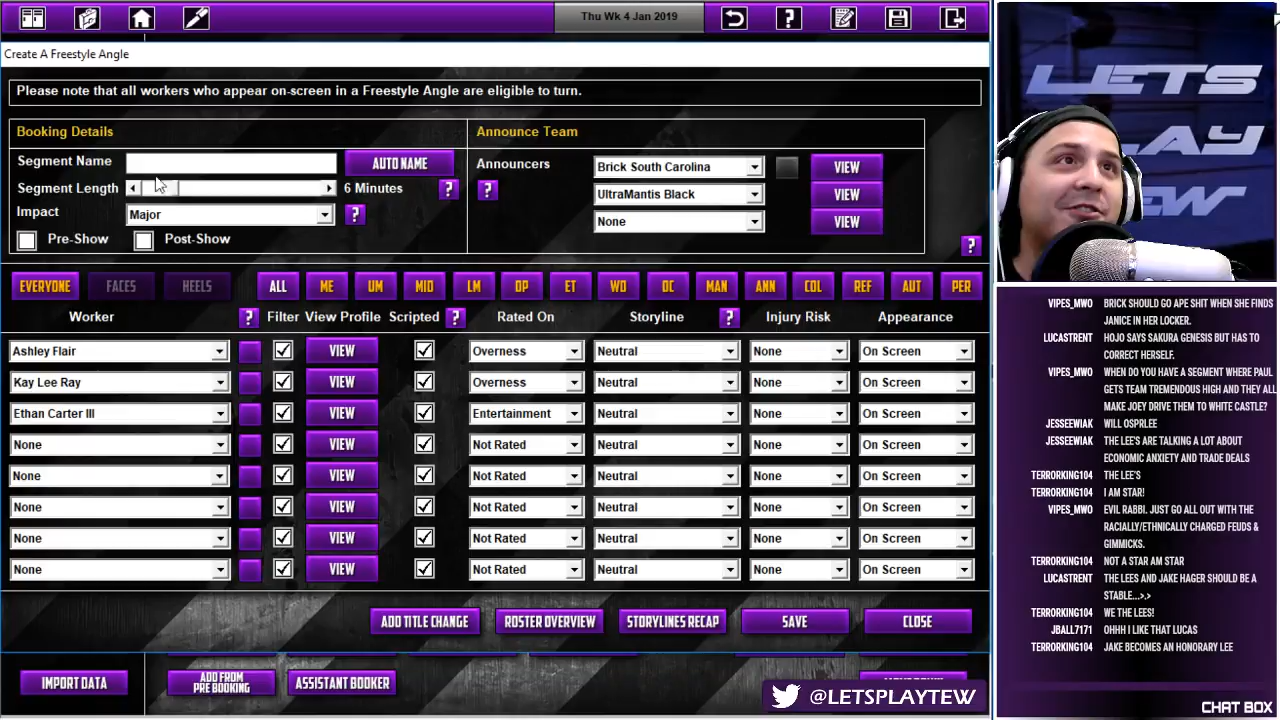 Thu Wk 4 Jan 2019
Create A Freestyle Angle
Please note that all workers who appear on-screen in a Freestyle Angle are eligible to turn.
Booking Details
Segment Name
AUTO NAME
Segment Length
6 Minutes
?
Impact
Major
?
Pre-Show
Post-Show
Announce Team
Announcers
?
Brick South Carolina
VIEW
UltraMantis Black
VIEW
None
VIEW
?
EVERYONE FACES HEELS ALL ME UM MID LM OP ET WO OC MAN ANN COL REF AUT PER
Worker ? Filter View Profile Scripted ? Rated On Storyline ? Injury Risk Appearance
Ashley Flair VIEW Overness Neutral None On Screen
Kay Lee Ray VIEW Overness Neutral None On Screen
Ethan Carter III VIEW Entertainment Neutral None On Screen
None VIEW Not Rated Neutral None On Screen
None VIEW Not Rated Neutral None On Screen
None VIEW Not Rated Neutral None On Screen
None VIEW Not Rated Neutral None On Screen
None VIEW Not Rated Neutral None On Screen
ADD TITLE CHANGE ROSTER OVERVIEW STORYLINES RECAP SAVE CLOSE
IMPORT DATA
ADD FROM
PRE BOOKING
ASSISTANT BOOKER
@LETSPLAYTEW
LETS
PLAY
VIPES_MWO BRICK SHOULD GO APE SHIT WHEN SHE FINDS
JANICE IN HER LOCKER.
LUCASTRENT HOJO SAYS SAKURA GENESIS BUT HAS TO
CORRECT HERSELF.
VIPES_MWO WHEN DO YOU HAVE A SEGMENT WHERE PAUL
GETS TEAM TREMENDOUS HIGH AND THEY ALL
MAKE JOEY DRIVE THEM TO WHITE CASTLE?
JESSEEWIAK WILL OSPRLEE
JESSEEWIAK THE LEE'S ARE TALKING A LOT ABOUT
ECONOMIC ANXIETY AND TRADE DEALS
TERRORKING104 THE LEE'S
TERRORKING104 I AM STAR!
VIPES_MWO EVIL RABBI. JUST GO ALL OUT WITH THE
RACIALLY/ETHNICALLY CHARGED FEUDS &
GIMMICKS.
TERRORKING104 NOT A STAR AM STAR
LUCASTRENT THE LEES AND JAKE HAGER SHOULD BE A
STABLE...>.>
TERRORKING104 WE THE LEES!
JBALL7171 OHHH I LIKE THAT LUCAS
TERRORKING104 JAKE BECOMES AN HONORARY LEE
CHAT BOX